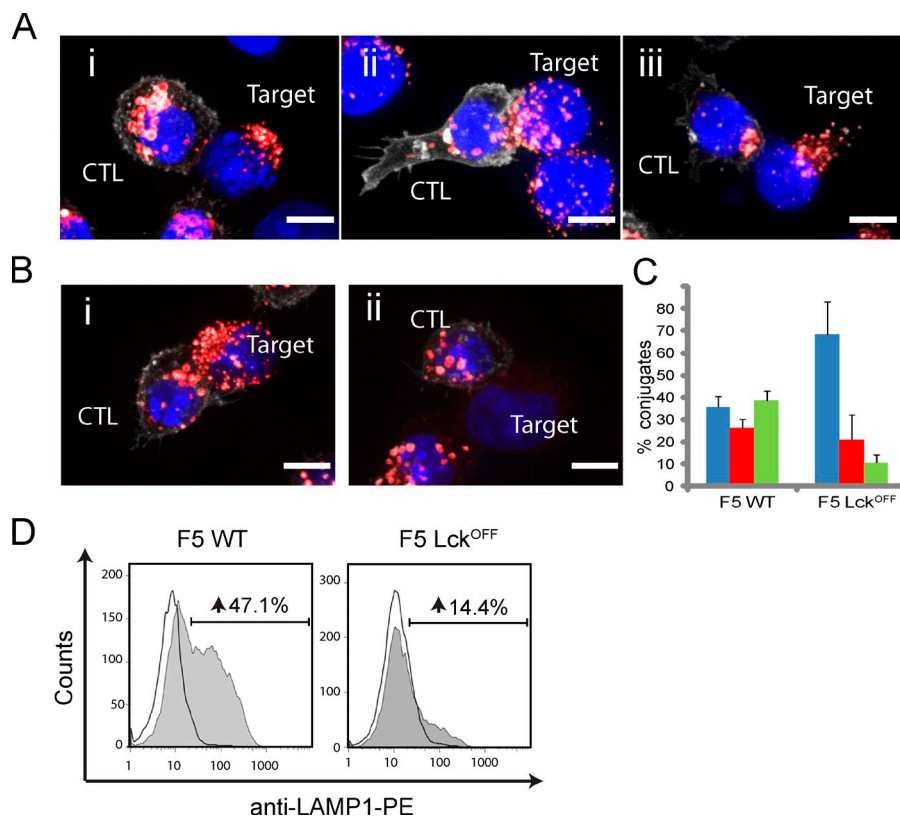 A
i
Target
CTL
ii
Target
CTL
iii
Target
CTL
B
i
Target
CTL
ii
CTL
Target
C
% conjugates
80
70
60
50
40
30
20
10
0
F5 WT
F5 Lck^OFF
D
F5 WT
F5 Lck^OFF
Counts
200
150
100
50
0
47.1%
1
10
100
1000
300
200
300
0
14.4%
1
10
100
1000
anti-LAMP1-PE